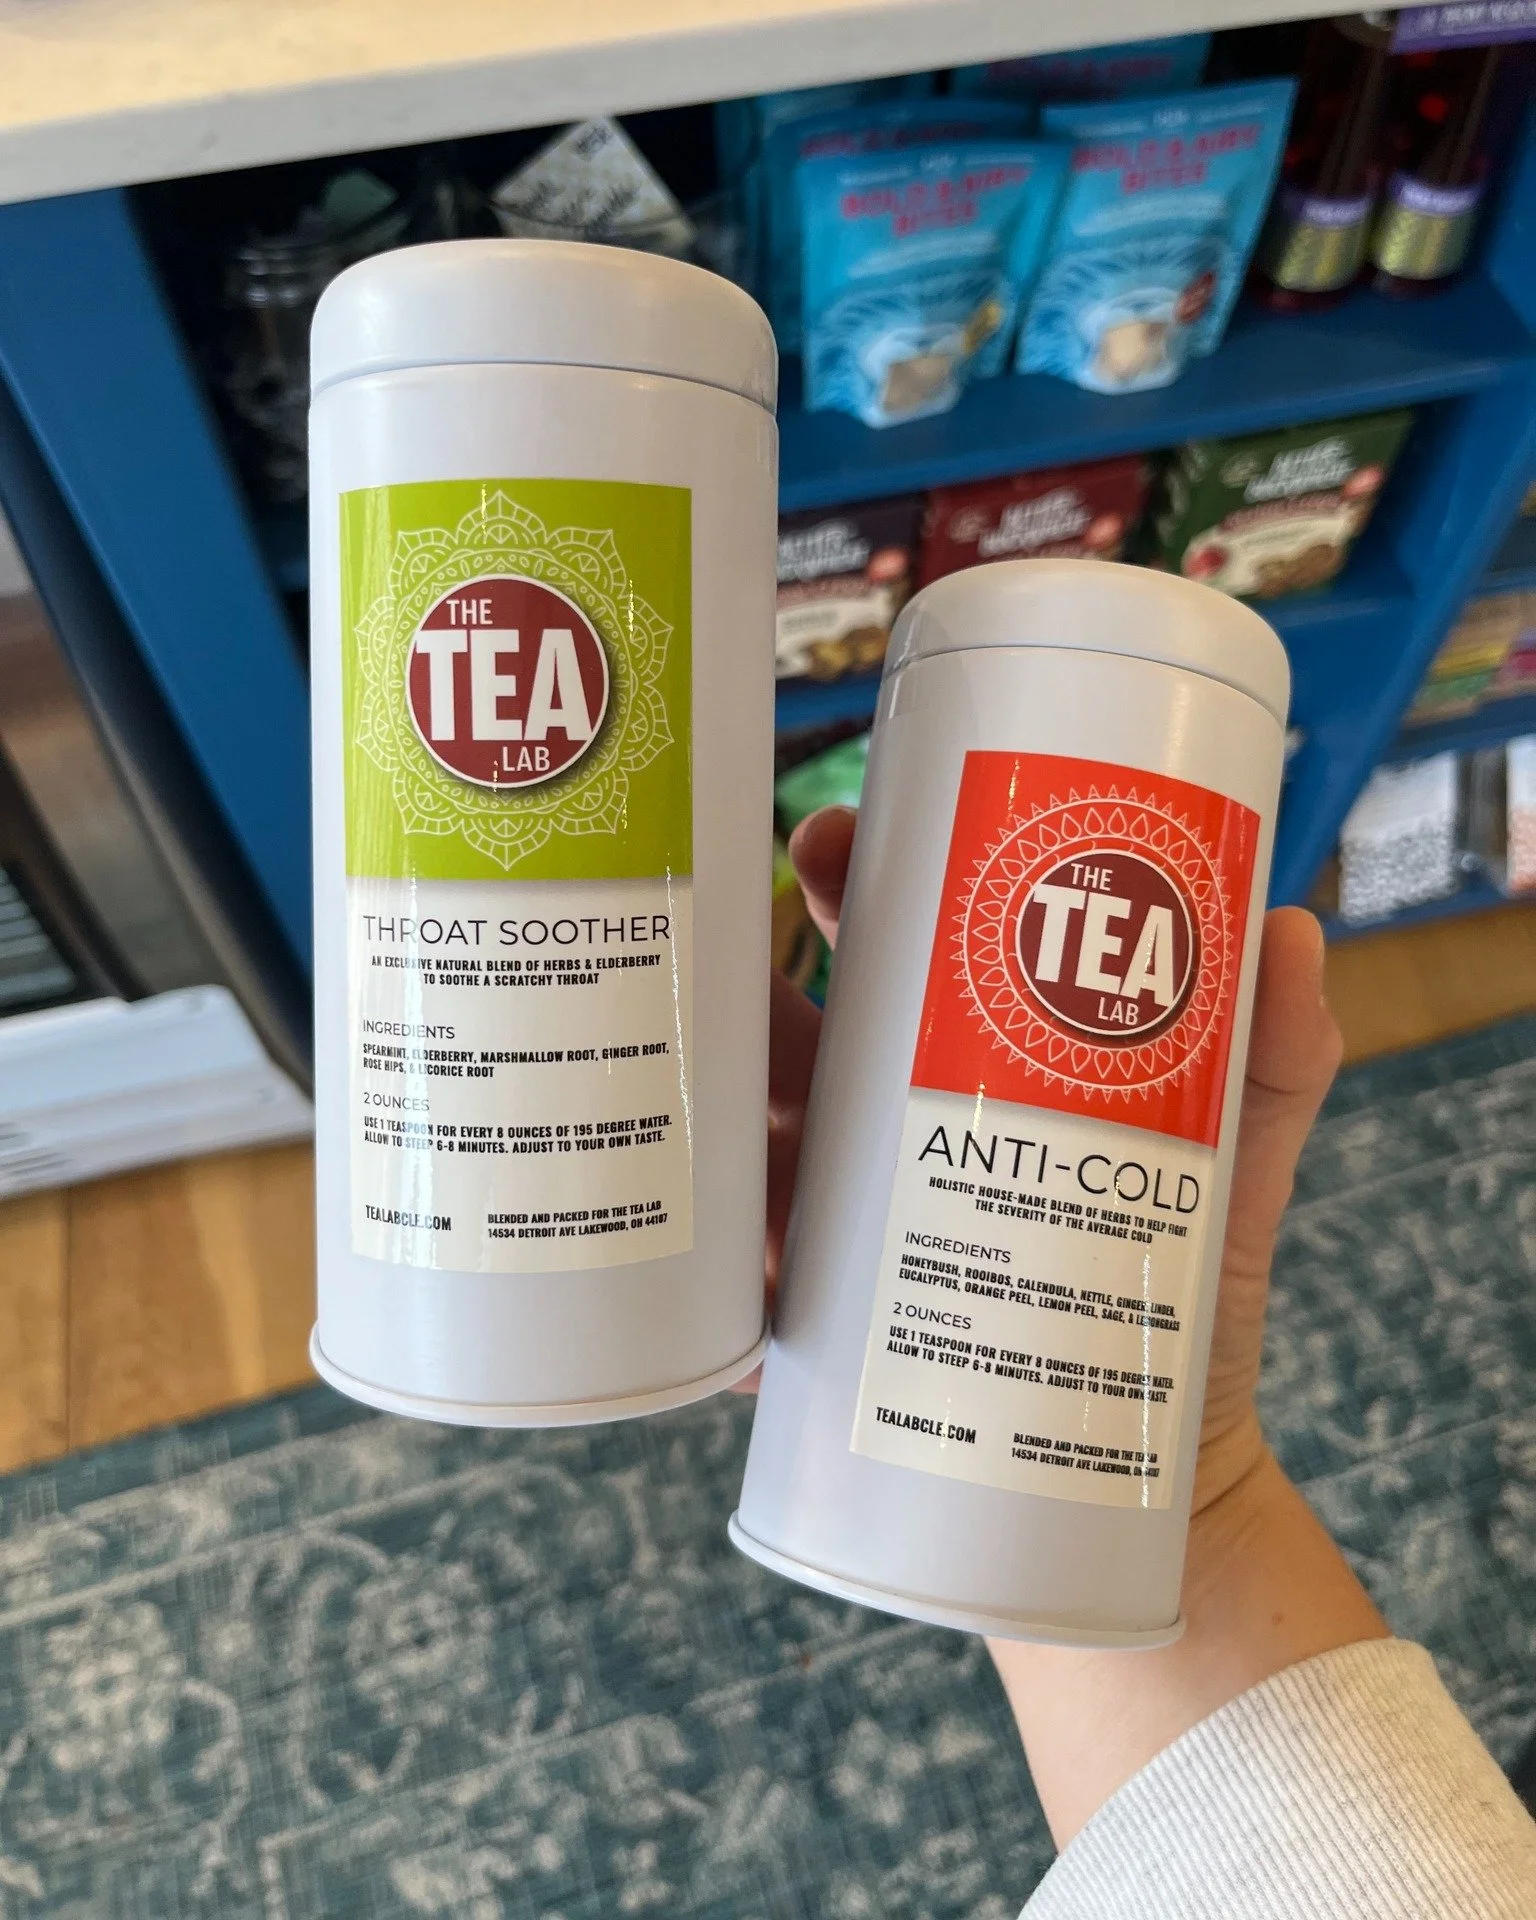 THE
TEA
LAB
THROAT SOOTHER
AN EXCLUSIVE NATURAL BLEND OF HERBS & ELDERBERRY
TO SOOTHE A SCRATCHY THROAT
INGREDIENTS
SPEARMINT, ELDERBERRY, MARSHMALLOW ROOT, GINGER ROOT,
ROSE HIPS, & LICORICE ROOT
2 OUNCES
USE 1 TEASPOON FOR EVERY 8 OUNCES OF 195 DEGREE WATER.
ALLOW TO STEEP 6-8 MINUTES. ADJUST TO YOUR OWN TASTE.
TEALABCLE.COM
BLENDED AND PACKED FOR THE TEA LAB
14534 DETROIT AVE LAKEWOOD, OH 44107
THE
TEA
LAB
ANTI-COLD
HOLISTIC HOUSE-MADE BLEND OF HERBS TO HELP FIGHT
THE SEVERITY OF THE AVERAGE COLD
INGREDIENTS
HONEYBUSH, ROOIBOS, CALENDULA, NETTLE, GINGER, LINDEN,
EUCALYPTUS, ORANGE PEEL, LEMON PEEL, SAGE, & LEMONGRASS
2 OUNCES
USE 1 TEASPOON FOR EVERY 8 OUNCES OF 195 DEGREE WATER.
ALLOW TO STEEP 6-8 MINUTES. ADJUST TO YOUR OWN TASTE.
TEALABCLE.COM
BLENDED AND PACKED FOR THE TEA LAB
14534 DETROIT AVE LAKEWOOD, OH 44107
BITES
BITES